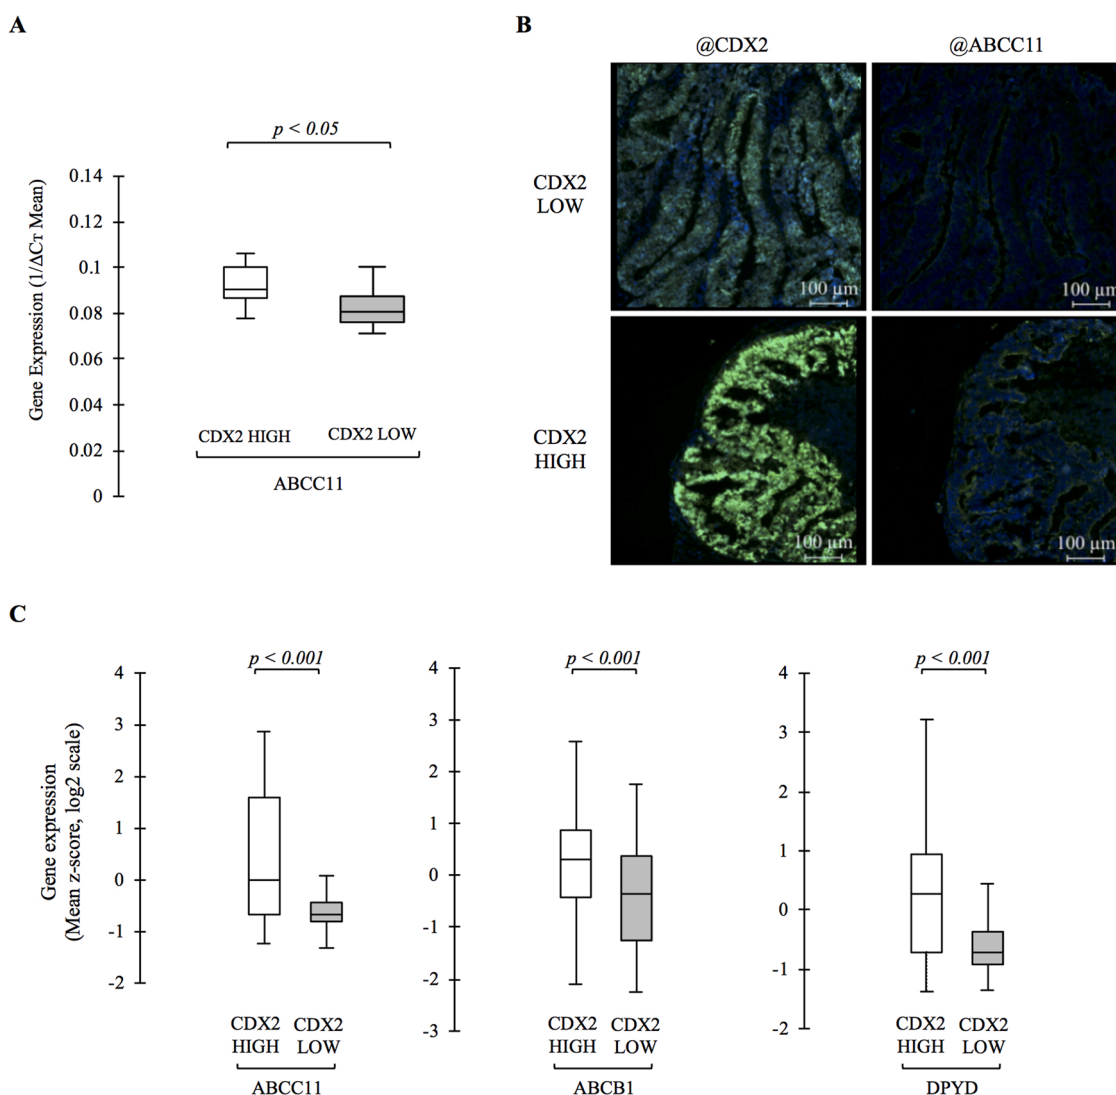 A
p < 0.05
Gene Expression (1/ΔCT Mean)
0.14
0.12
0.1
0.08
0.06
0.04
0.02
0
CDX2 HIGH
CDX2 LOW
ABCC11
B
@CDX2
@ABCC11
CDX2
LOW
100 µm
100 µm
CDX2
HIGH
100 µm
100 µm
C
Gene expression
(Mean z-score, log2 scale)
p < 0.001
4
3
2
1
0
-1
-2
CDX2
HIGH
CDX2
LOW
ABCC11
p < 0.001
4
3
2
1
0
-1
-2
-3
CDX2
HIGH
CDX2
LOW
ABCB1
p < 0.001
4
3
2
1
0
-1
-2
CDX2
HIGH
CDX2
LOW
DPYD